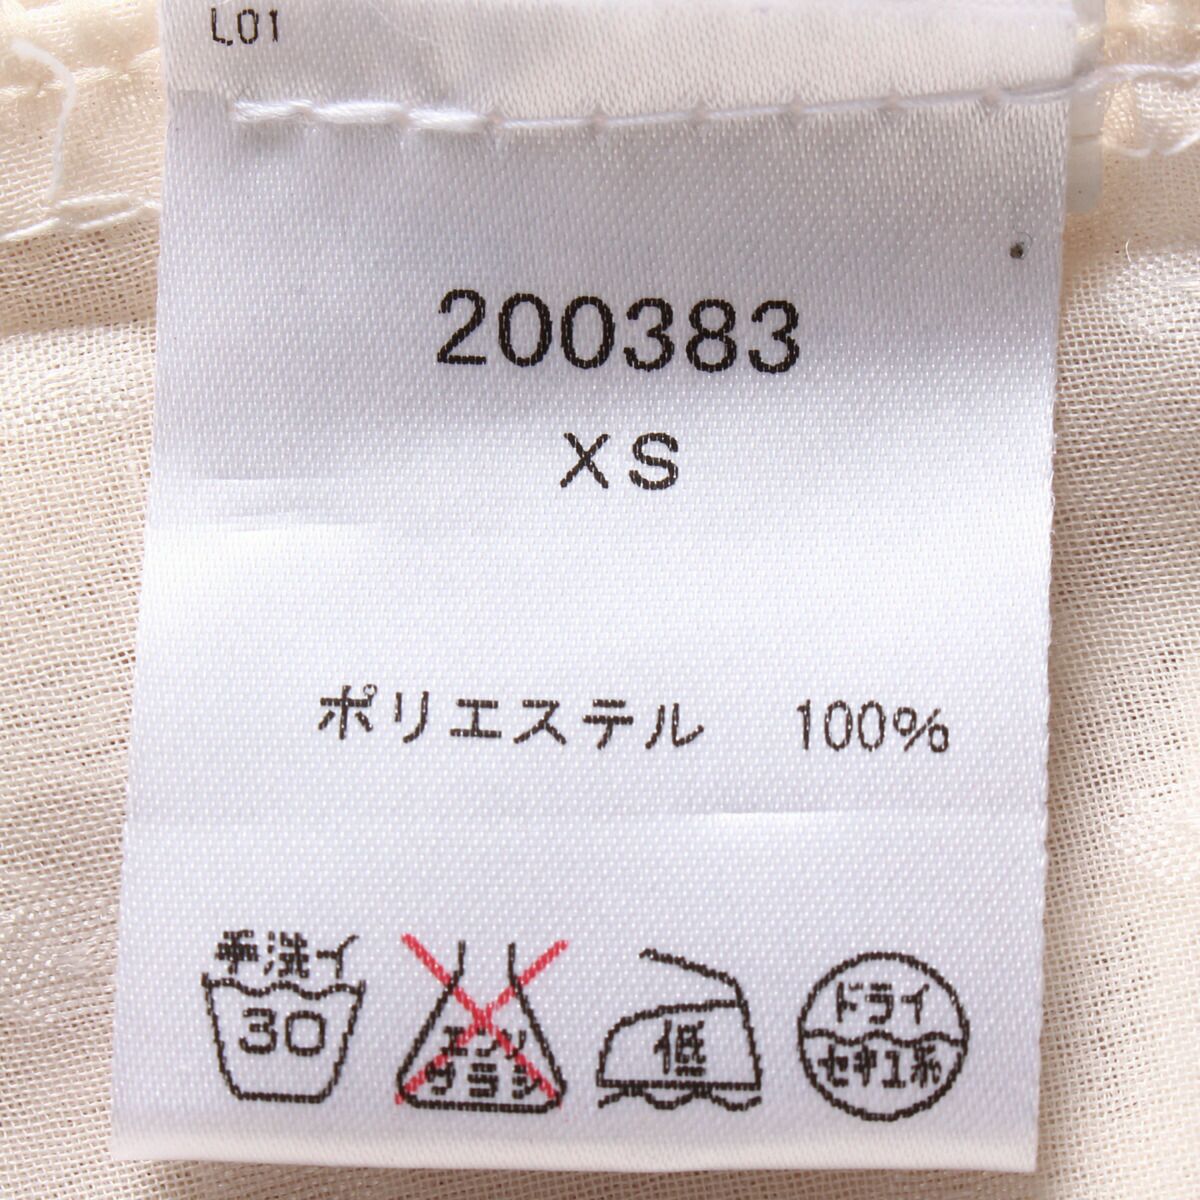 L01
200383
XS
ポリエステル 100%
手洗イ
30
エンソ
サラシ
低
ドライ
セキユ系